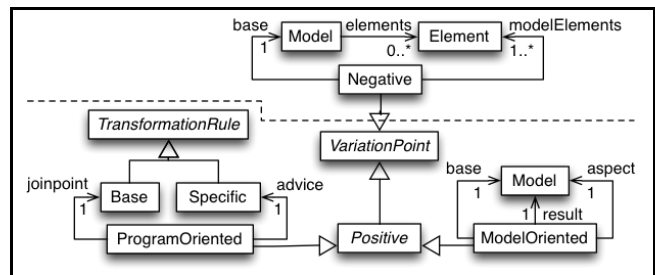 base
elements
modelElements
Model
Element
1
0..*
1..*
Negative
TransformationRule
VariationPoint
joinpoint
Base
Specific
advice
1
1
base
Model
aspect
1
1
1
result
ProgramOriented
Positive
ModelOriented